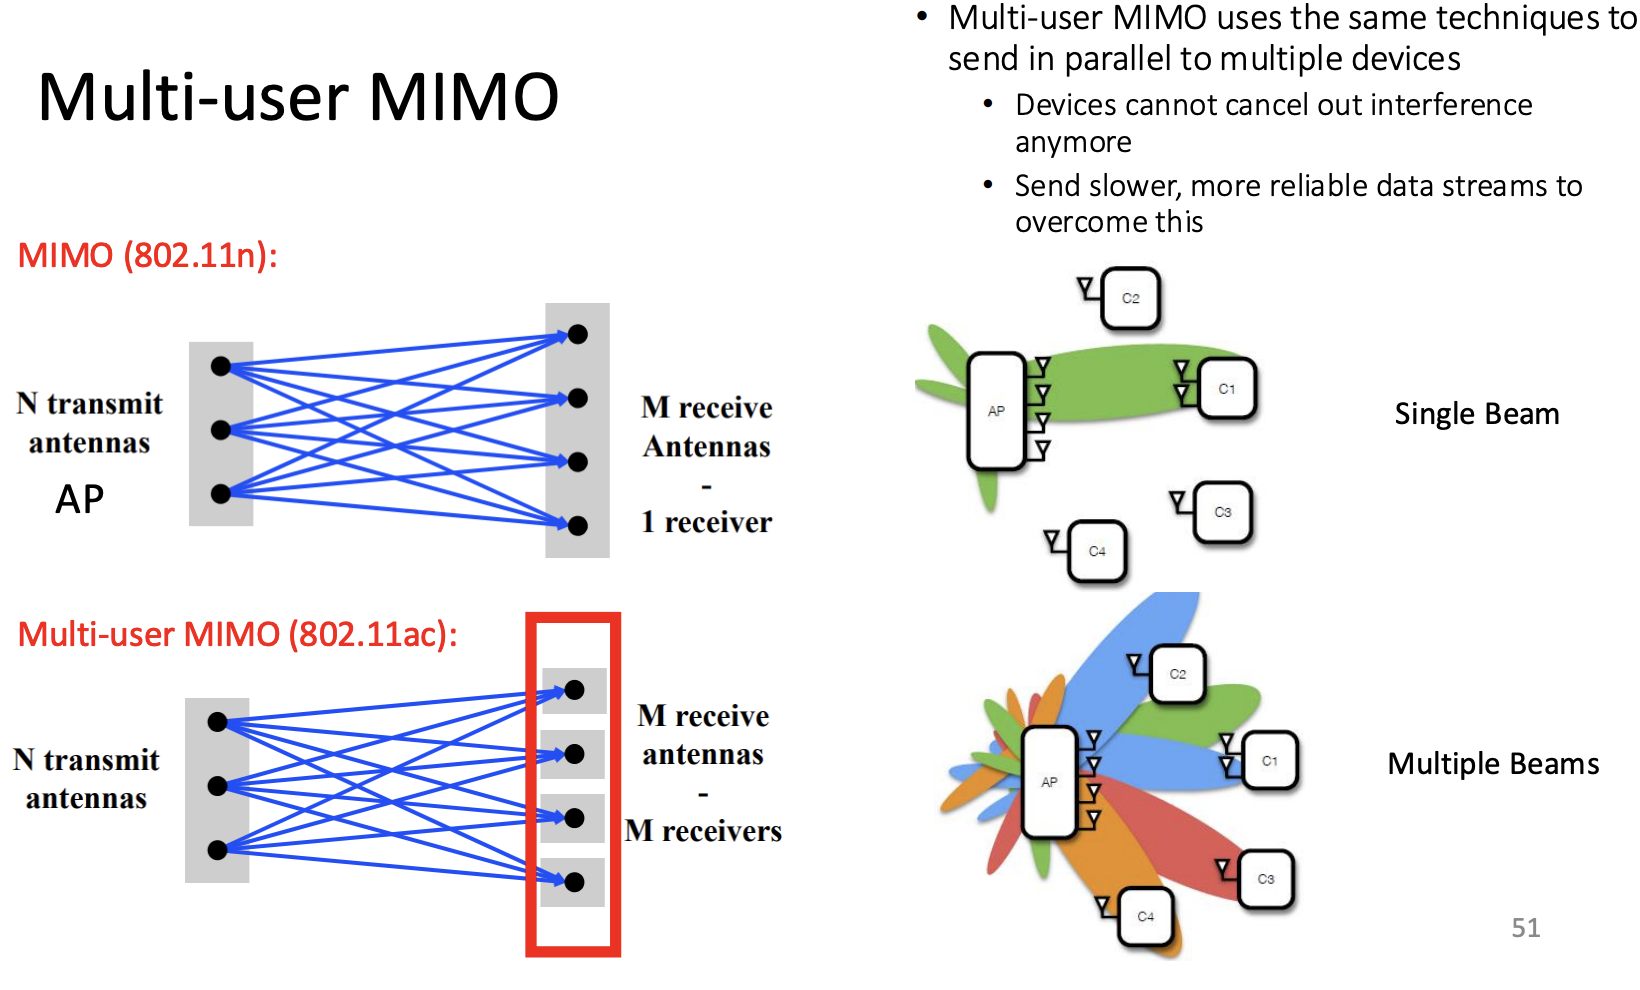 Multi-user MIMO
• Multi-user MIMO uses the same techniques to
send in parallel to multiple devices
• Devices cannot cancel out interference
anymore
• Send slower, more reliable data streams to
overcome this
MIMO (802.11n):
N transmit
antennas
AP
M receive
Antennas
-
1 receiver
C2
AP
C1
C3
C4
Single Beam
Multi-user MIMO (802.11ac):
N transmit
antennas
M receive
antennas
-
M receivers
C2
AP
C1
C3
C4
Multiple Beams
51